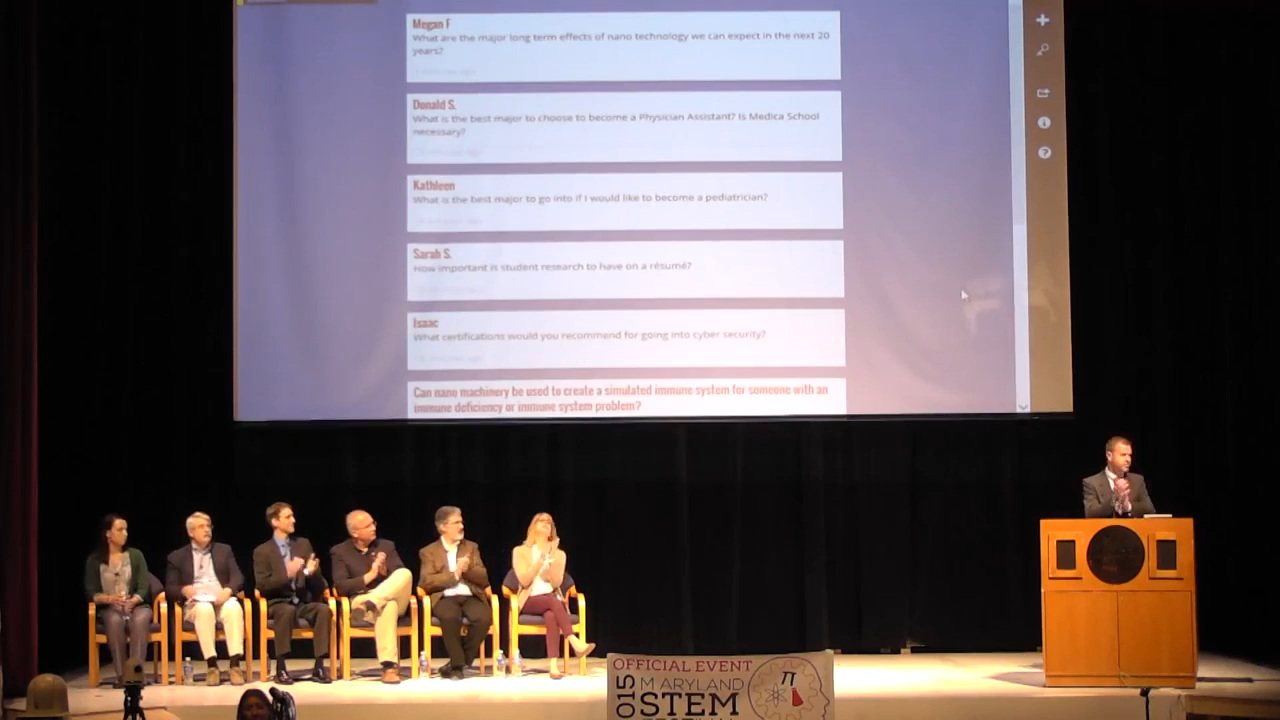 Megan F
What are the major long term effects of nano technology we can expect in the next 20
years?
Donald S.
What is the best major to choose to become a Physician Assistant? Is Medica School
necessary?
Kathleen
What is the best major to go into if I would like to become a pediatrician?
Sarah S.
How important is student research to have on a résumé?
Isaac
What certifications would you recommend for going into cyber security?
Can nano machinery be used to create a simulated immune system for someone with an
immune deficiency or immune system problem?
OFFICIAL EVENT
MARYLAND
STEM
π